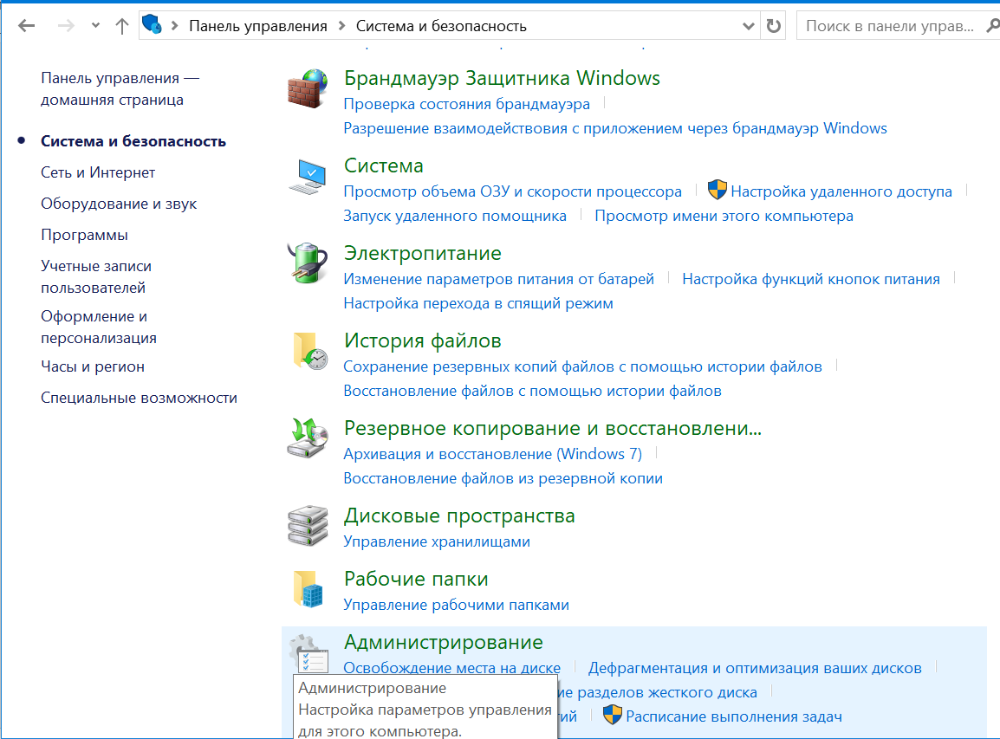 Панель управления Система и безопасность
Поиск в панели управ...
Панель управления —
домашняя страница
Система и безопасность
Сеть и Интернет
Оборудование и звук
Программы
Учетные записи
пользователей
Оформление и
персонализация
Часы и регион
Специальные возможности
Брандмауэр Защитника Windows
Проверка состояния брандмауэра
Разрешение взаимодействовия с приложением через брандмауэр Windows
Система
Просмотр объема ОЗУ и скорости процессора Настройка удаленного доступа
Запуск удаленного помощника Просмотр имени этого компьютера
Электропитание
Изменение параметров питания от батарей Настройка функций кнопок питания
Настройка перехода в спящий режим
История файлов
Сохранение резервных копий файлов с помощью истории файлов
Восстановление файлов с помощью истории файлов
Резервное копирование и восстановлени...
Архивация и восстановление (Windows 7)
Восстановление файлов из резервной копии
Дисковые пространства
Управление хранилищами
Рабочие папки
Управление рабочими папками
Администрирование
Освобождение места на диске Дефрагментация и оптимизация ваших дисков
ие разделов жесткого диска
тий Расписание выполнения задач
Администрирование
Настройка параметров управления
для этого компьютера.